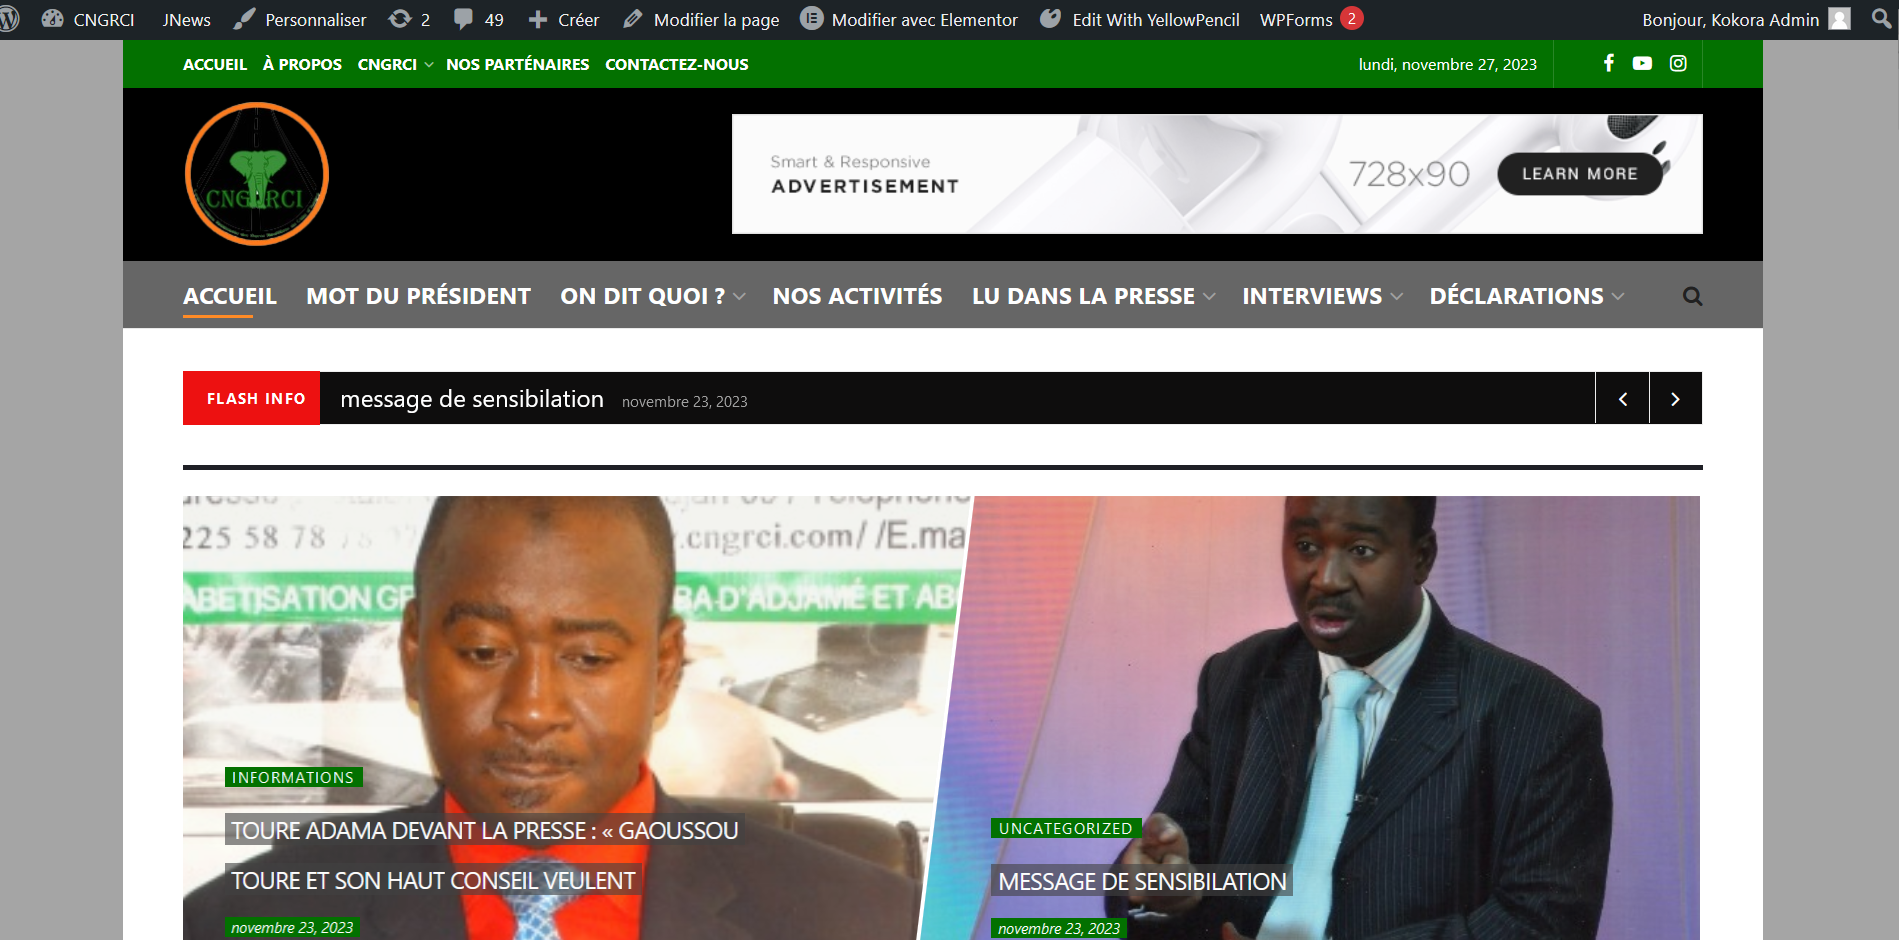 CNGRCI JNews Personnaliser 2 49 Créer Modifier la page Modifier avec Elementor Edit With YellowPencil WPForms 2 Bonjour, Kokora Admin
ACCUEIL À PROPOS CNGRCI NOS PARTÉNAIRES CONTACTEZ-NOUS lundi, novembre 27, 2023
CNGRCI
Smart & Responsive
ADVERTISEMENT
728x90
LEARN MORE
ACCUEIL MOT DU PRÉSIDENT ON DIT QUOI ? NOS ACTIVITÉS LU DANS LA PRESSE INTERVIEWS DÉCLARATIONS
FLASH INFO message de sensibilation novembre 23, 2023
225 58 78 .cngrci.com/ /E.ma
ABETISATION GF BA-D'ADJAMÉ ET AB
INFORMATIONS
TOURE ADAMA DEVANT LA PRESSE : « GAOUSSOU
TOURE ET SON HAUT CONSEIL VEULENT
novembre 23, 2023
UNCATEGORIZED
MESSAGE DE SENSIBILATION
novembre 23, 2023